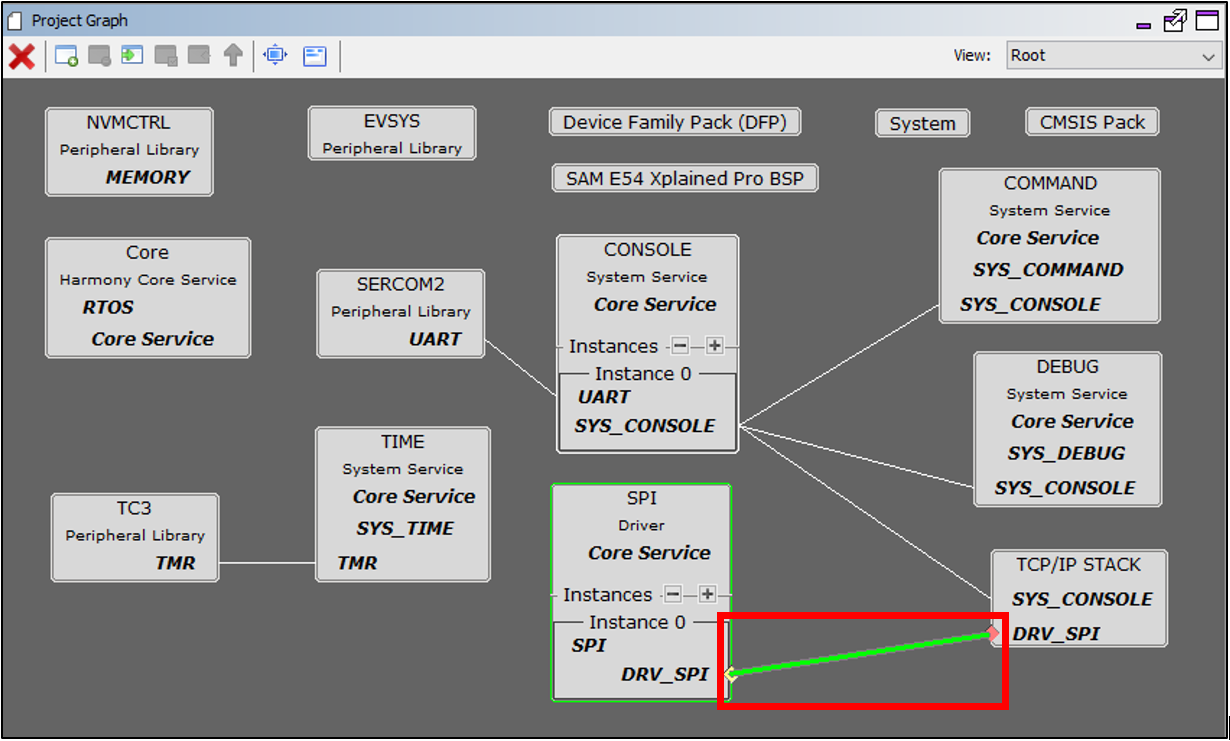 Project Graph
View:
Root
NVMCTRL
Peripheral Library
MEMORY
EVSYS
Peripheral Library
Device Family Pack (DFP)
System
CMSIS Pack
SAM E54 Xplained Pro BSP
COMMAND
System Service
Core Service
SYS_COMMAND
SYS_CONSOLE
Core
Harmony Core Service
RTOS
Core Service
SERCOM2
Peripheral Library
UART
CONSOLE
System Service
Core Service
Instances
Instance 0
UART
SYS_CONSOLE
DEBUG
System Service
Core Service
SYS_DEBUG
SYS_CONSOLE
TC3
Peripheral Library
TMR
TIME
System Service
Core Service
SYS_TIME
TMR
SPI
Driver
Core Service
Instances
Instance 0
SPI
DRV_SPI
TCP/IP STACK
SYS_CONSOLE
DRV_SPI